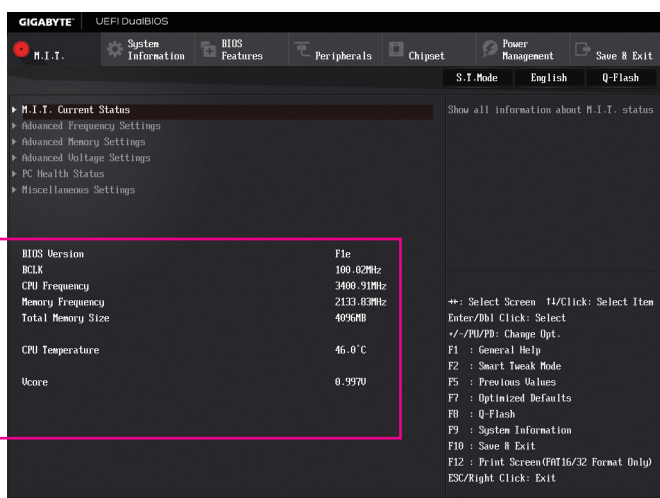 GIGABYTE™ UEFI DualBIOS
M.I.T.
System Information
BIOS Features
Peripherals
Chipset
Power Management
Save & Exit
S.T.Mode English Q-Flash
M.I.T. Current Status
Advanced Frequency Settings
Advanced Memory Settings
Advanced Voltage Settings
PC Health Status
Miscellaneous Settings
Show all information about M.I.T. status
BIOS Version F1e
BCLK 100.02MHz
CPU Frequency 3400.91MHz
Memory Frequency 2133.83MHz
Total Memory Size 4096MB
CPU Temperature 46.0°C
Vcore 0.997V
→←: Select Screen ↑↓/Click: Select Item
Enter/Dbl Click: Select
+/-/PU/PD: Change Opt.
F1 : General Help
F2 : Smart Tweak Mode
F5 : Previous Values
F7 : Optimized Defaults
F8 : Q-Flash
F9 : System Information
F10 : Save & Exit
F12 : Print Screen(FAT16/32 Format Only)
ESC/Right Click: Exit